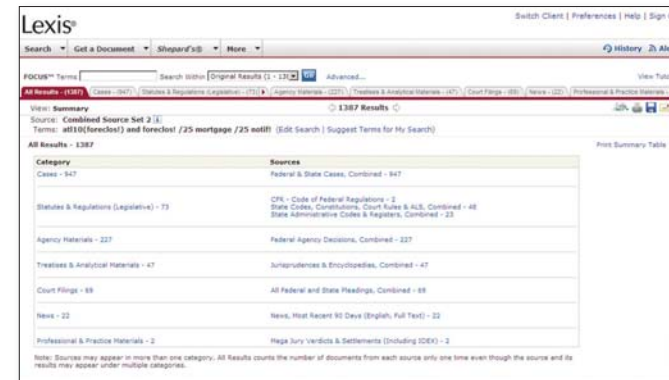 Lexis®
Switch Client | Preferences | Help | Sign
Search Get a Document Shepard's® More
History Ale
FOCUS™ Terms Search Within Original Results (1 - 13 Go Advanced...
View Tuto
All Results - (1387) Cases - (947) Statutes & Regulations (Legislative) - (73) Agency Materials - (227) Treatises & Analytical Materials - (47) Court Filings - (69) News - (22) Professional & Practice Materials -
View: Summary
1387 Results
Source: Combined Source Set 2
Terms: atl10(foreclos!) and foreclos! /25 mortgage /25 notif! (Edit Search | Suggest Terms for My Search)
All Results - 1387
Print Summary Table
Category Sources
Cases - 947 Federal & State Cases, Combined - 947
Statutes & Regulations (Legislative) - 73
CFR - Code of Federal Regulations - 2
State Codes, Constitutions, Court Rules & ALS, Combined - 48
State Administrative Codes & Registers, Combined - 23
Agency Materials - 227 Federal Agency Decisions, Combined - 227
Treatises & Analytical Materials - 47 Jurisprudences & Encyclopedias, Combined - 47
Court Filings - 69 All Federal and State Pleadings, Combined - 69
News - 22 News, Most Recent 90 Days (English, Full Text) - 22
Professional & Practice Materials - 2 Mega Jury Verdicts & Settlements (Including IDEX) - 2
Note: Sources may appear in more than one category. All Results counts the number of documents from each source only one time even though the source and its
results may appear under multiple categories.